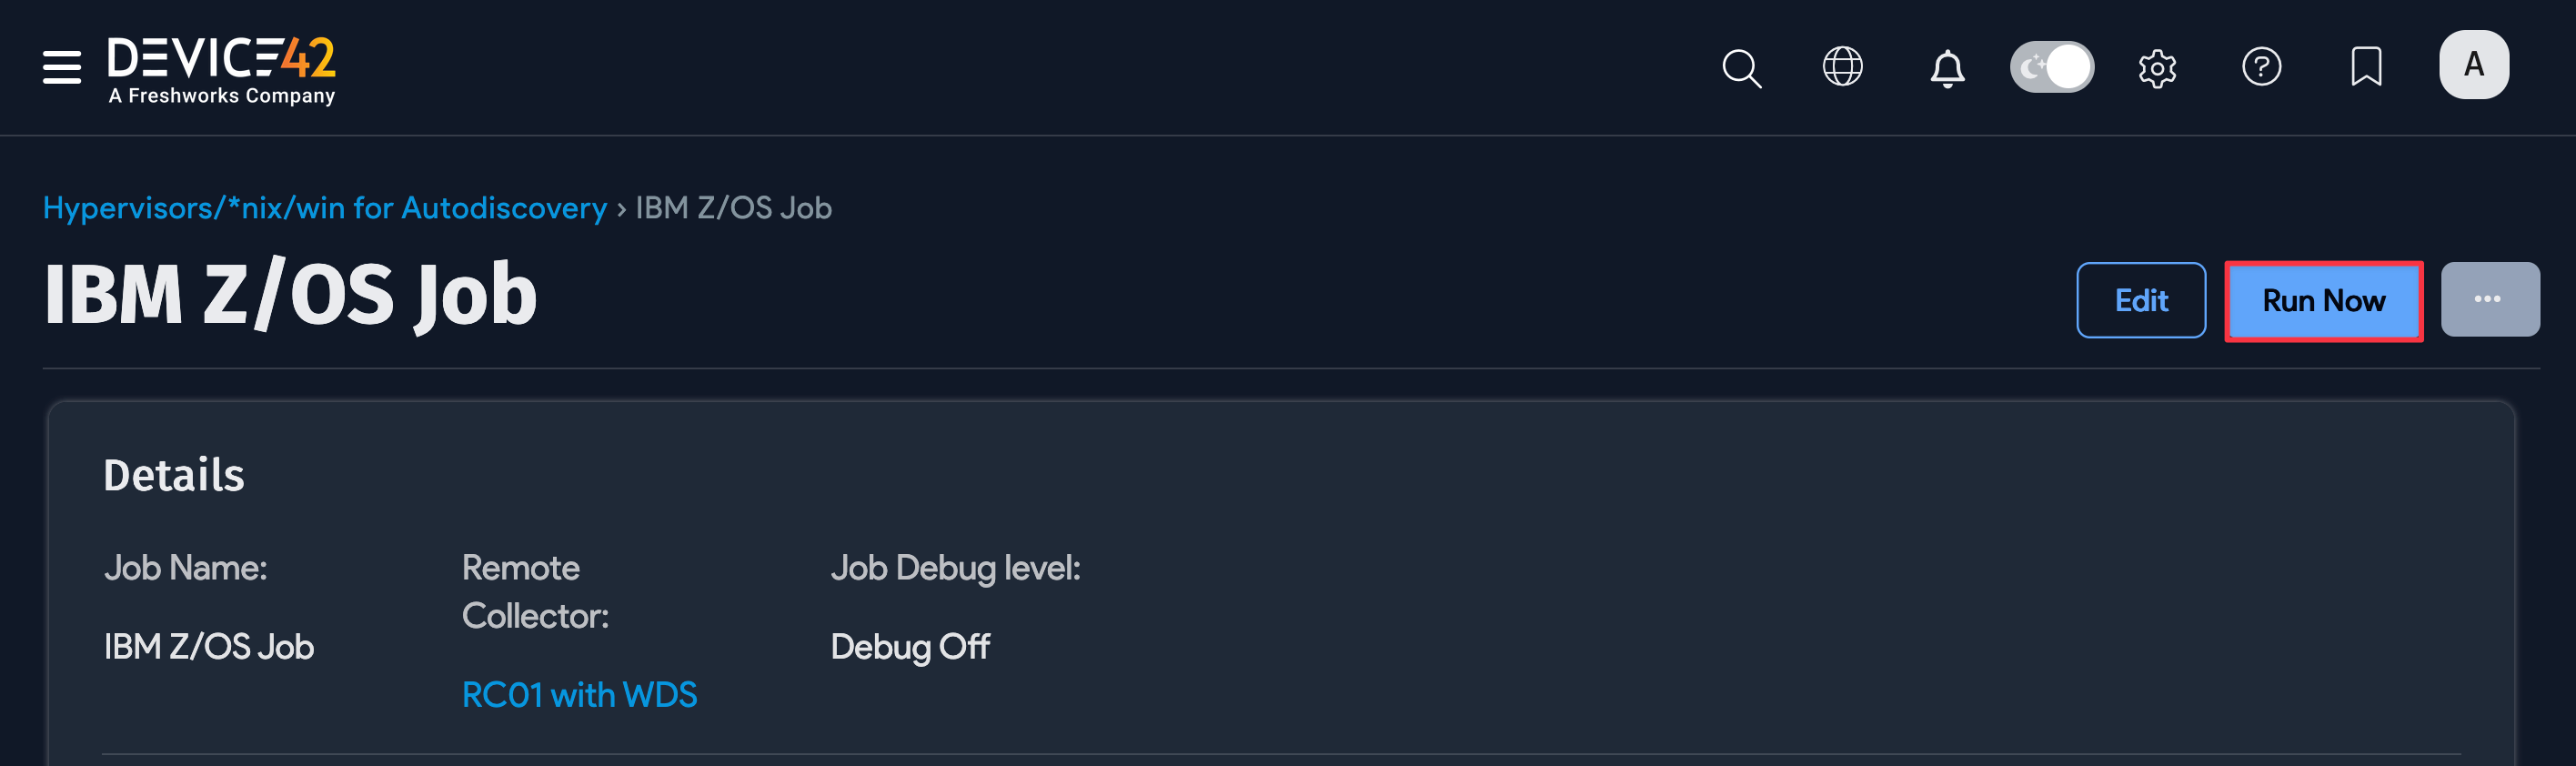 DEVICE42
A Freshworks Company
A
Hypervisors/*nix/win for Autodiscovery › IBM Z/OS Job
IBM Z/OS Job
Edit
Run Now
Details
Job Name:
IBM Z/OS Job
Remote
Collector:
RC01 with WDS
Job Debug level:
Debug Off